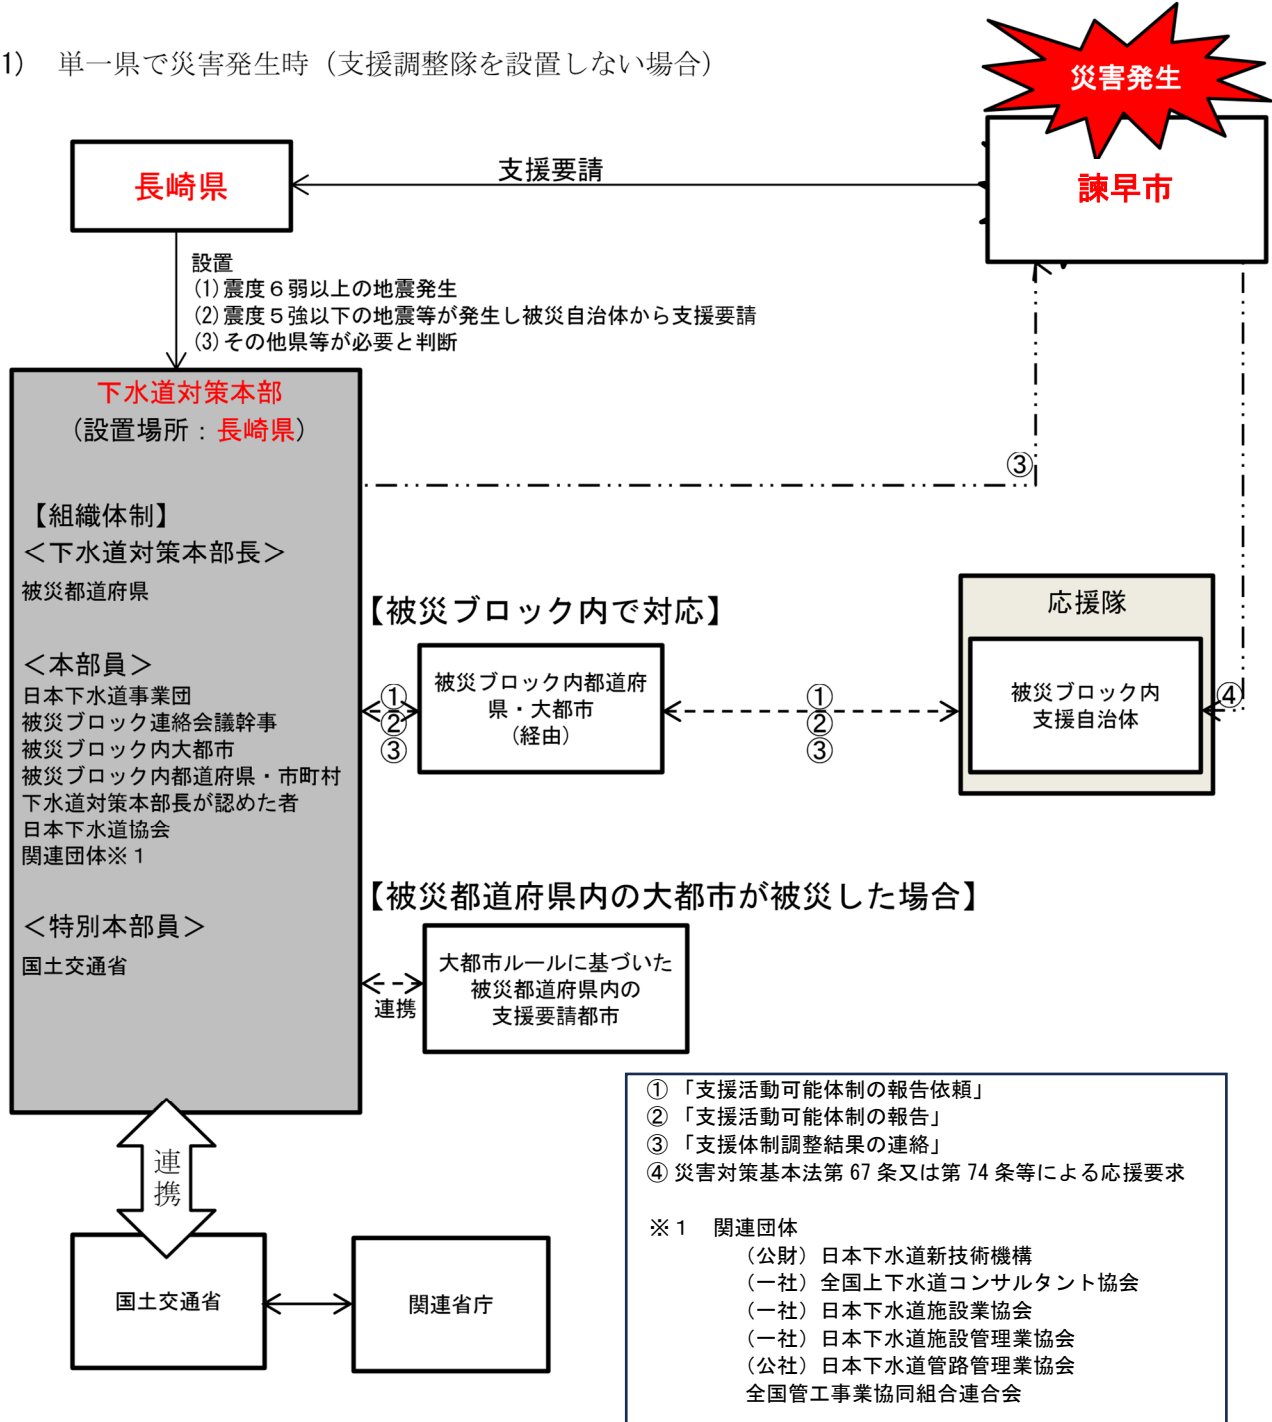 1)　単一県で災害発生時（支援調整隊を設置しない場合）
災害発生
長崎県
支援要請
諫早市
設置
(1)震度６弱以上の地震発生
(2)震度５強以下の地震等が発生し被災自治体から支援要請
(3)その他県等が必要と判断
下水道対策本部
（設置場所：長崎県）
③
【組織体制】
＜下水道対策本部長＞
被災都道府県
＜本部員＞
日本下水道事業団
被災ブロック連絡会議幹事
被災ブロック内大都市
被災ブロック内都道府県・市町村
下水道対策本部長が認めた者
日本下水道協会
関連団体※１
＜特別本部員＞
国土交通省
【被災ブロック内で対応】
①
②
③
被災ブロック内都道府
県・大都市
（経由）
①
②
③
応援隊
被災ブロック内
支援自治体
④
【被災都道府県内の大都市が被災した場合】
連携
大都市ルールに基づいた
被災都道府県内の
支援要請都市
連
携
国土交通省
関連省庁
①「支援活動可能体制の報告依頼」
②「支援活動可能体制の報告」
③「支援体制調整結果の連絡」
④ 災害対策基本法第 67 条又は第 74 条等による応援要求
※１　関連団体
（公財）日本下水道新技術機構
（一社）全国上下水道コンサルタント協会
（一社）日本下水道施設業協会
（一社）日本下水道施設管理業協会
（公社）日本下水道管路管理業協会
全国管工事業協同組合連合会